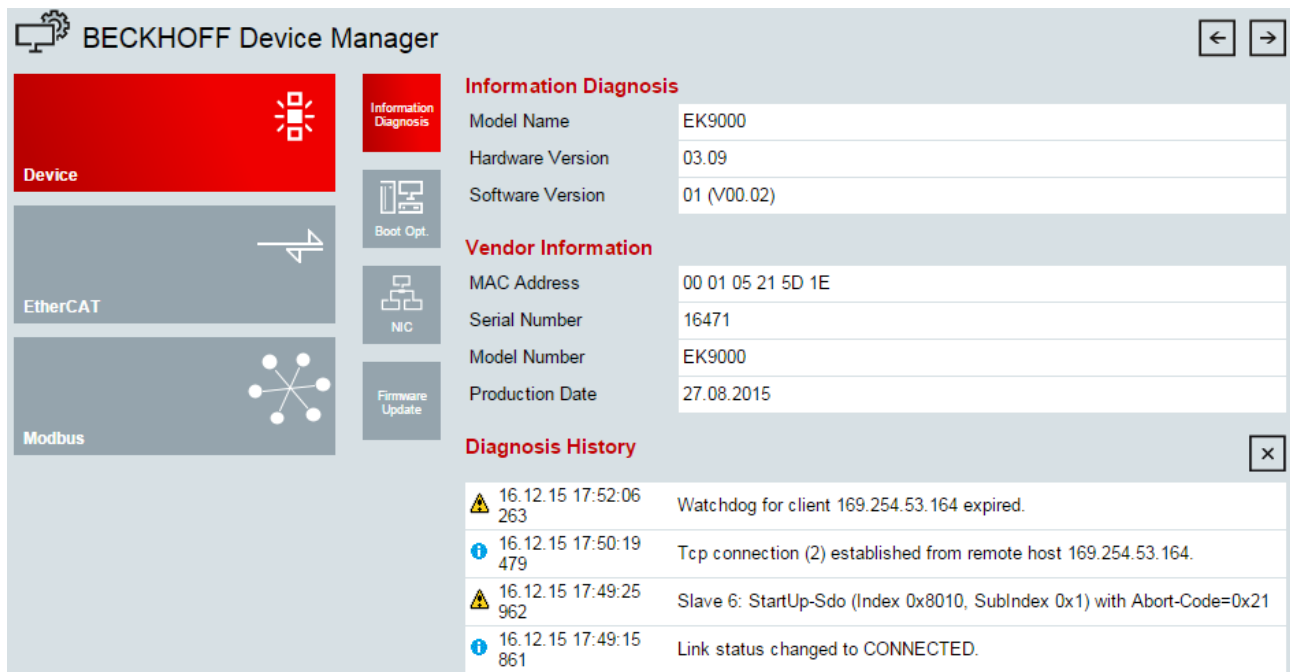 BECKHOFF Device Manager
Device
EtherCAT
Modbus
Information
Diagnosis
Boot Opt.
NIC
Firmware
Update
Information Diagnosis
Model Name EK9000
Hardware Version 03.09
Software Version 01 (V00.02)
Vendor Information
MAC Address 00 01 05 21 5D 1E
Serial Number 16471
Model Number EK9000
Production Date 27.08.2015
Diagnosis History
16.12.15 17:52:06
263
Watchdog for client 169.254.53.164 expired.
16.12.15 17:50:19
479
Tcp connection (2) established from remote host 169.254.53.164.
16.12.15 17:49:25
962
Slave 6: StartUp-Sdo (Index 0x8010, SubIndex 0x1) with Abort-Code=0x21
16.12.15 17:49:15
861
Link status changed to CONNECTED.